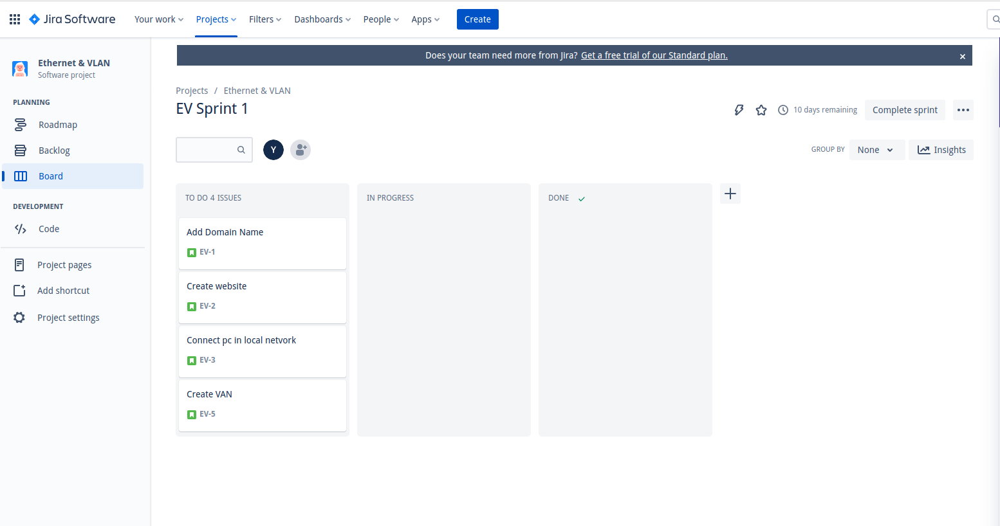 Jira Software Your work Projects Filters Dashboards People Apps Create
Does your team need more from Jira? Get a free trial of our Standard plan. ×
Ethernet & VLAN
Software project
PLANNING
Roadmap
Backlog
Board
DEVELOPMENT
Code
Project pages
Add shortcut
Project settings
Projects / Ethernet & VLAN
EV Sprint 1
10 days remaining Complete sprint
Y
GROUP BY None Insights
TO DO 4 ISSUES
Add Domain Name
EV-1
Create website
EV-2
Connect pc in local netvork
EV-3
Create VAN
EV-5
IN PROGRESS
DONE